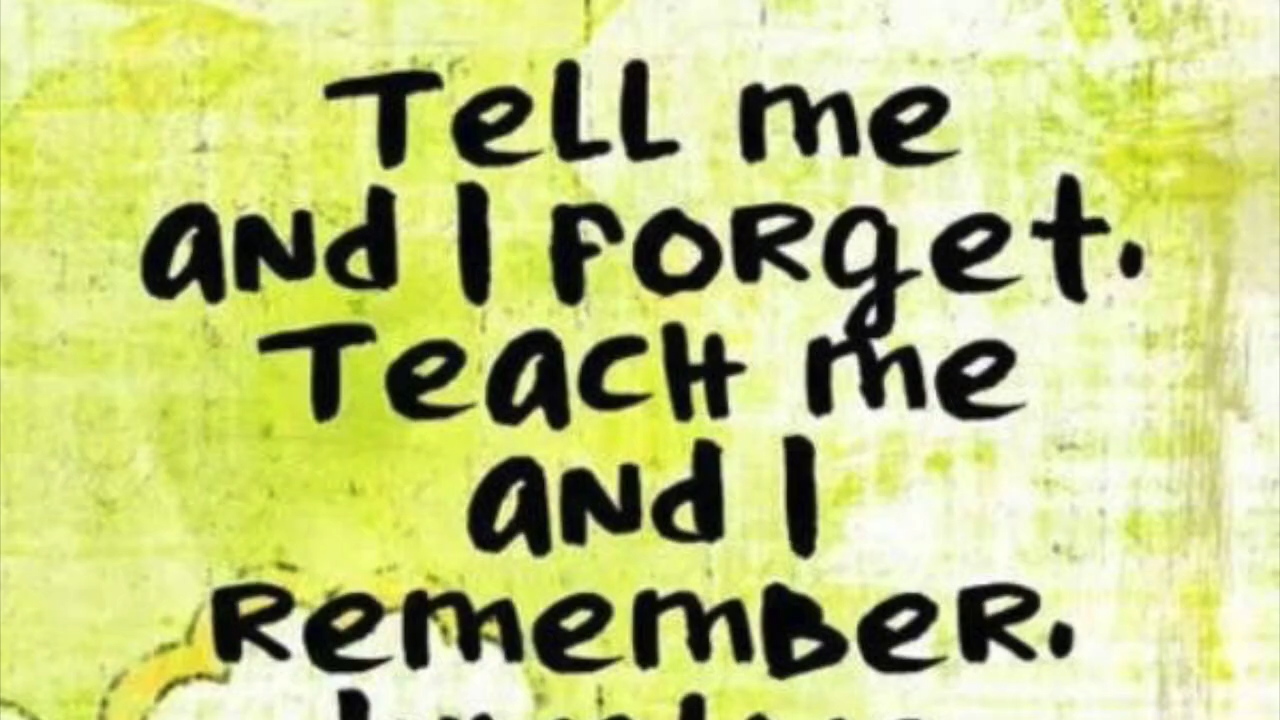 Tell me
and I forget.
Teach me
and I
remember.